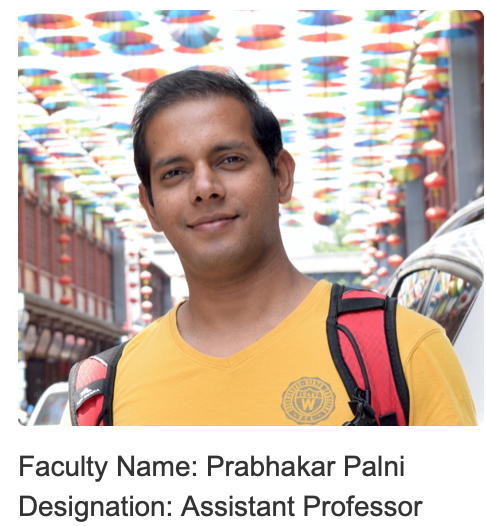 Faculty Name: Prabhakar Palni
Designation: Assistant Professor
W